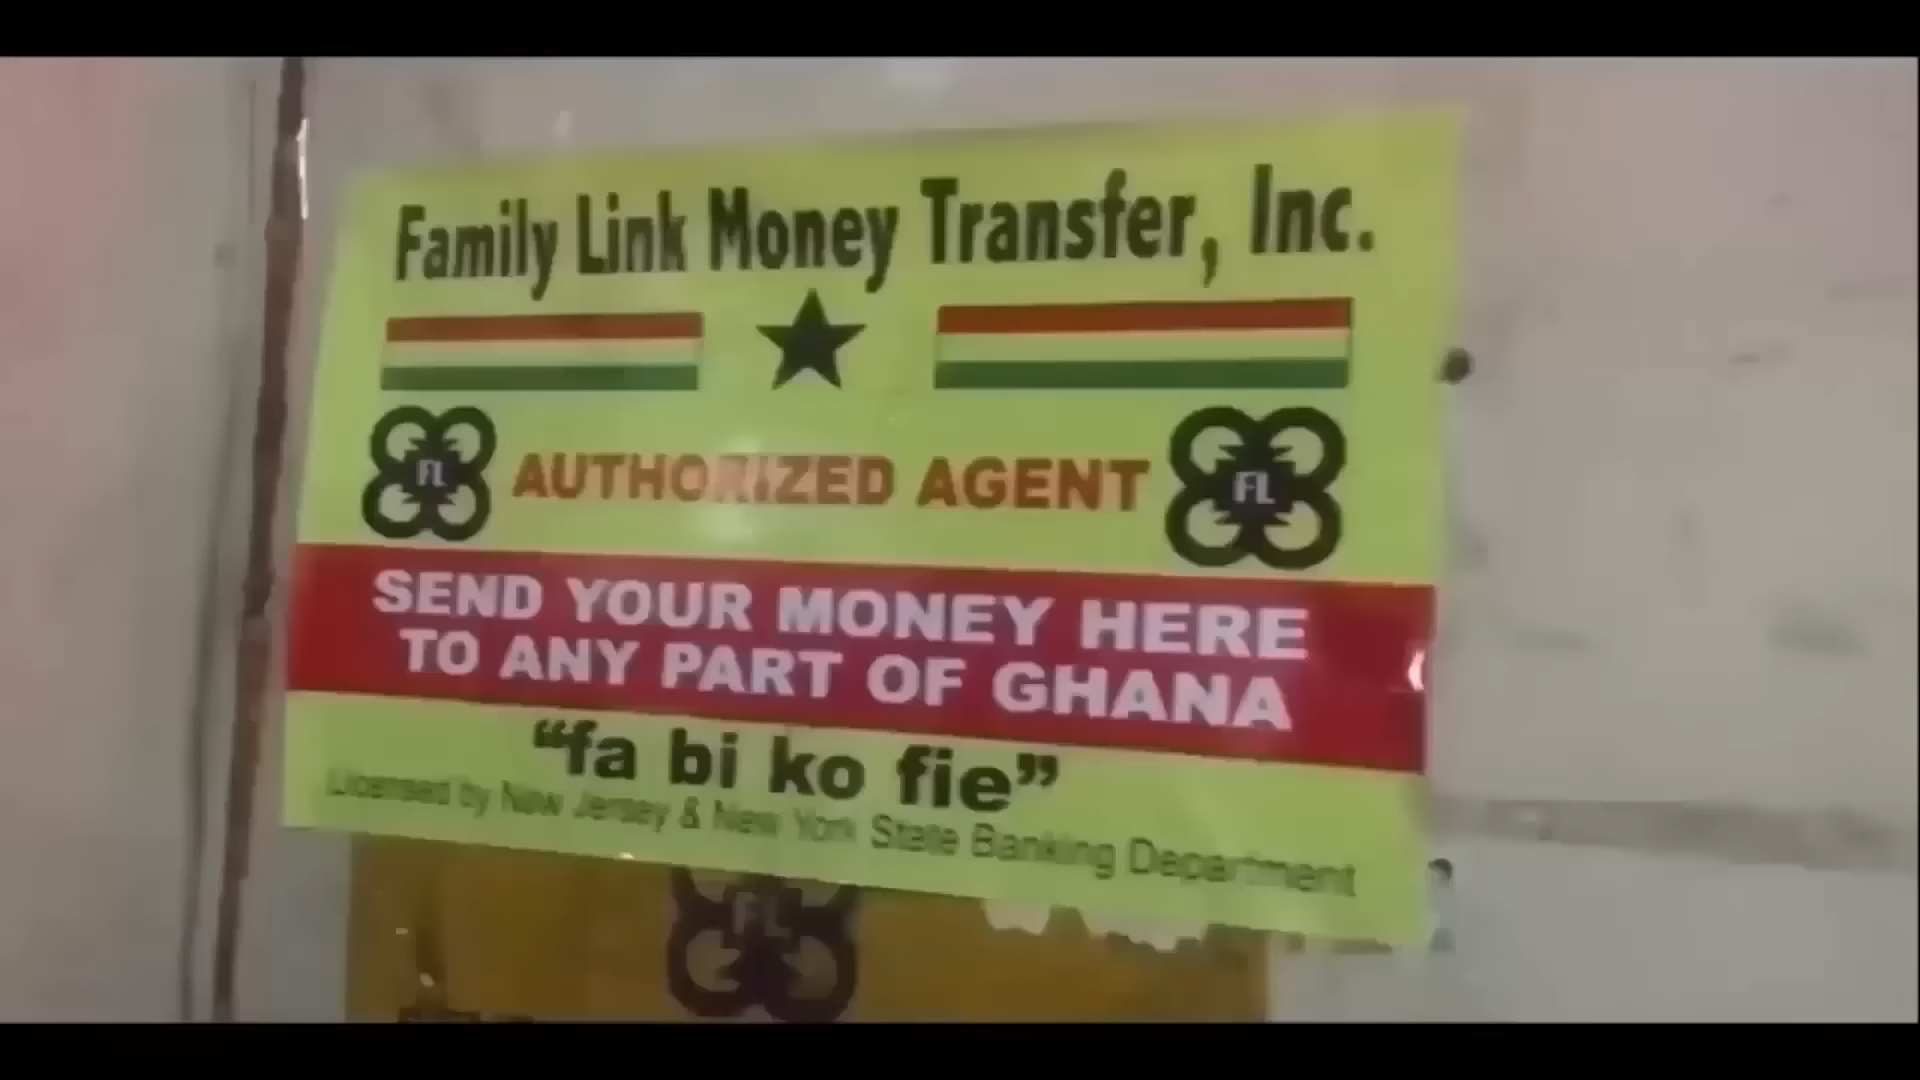 Family Link Money Transfer, Inc.
FL AUTHORIZED AGENT FL
SEND YOUR MONEY HERE
TO ANY PART OF GHANA
“fa bi ko fie”
Licensed by New Jersey & New York State Banking Department
FL